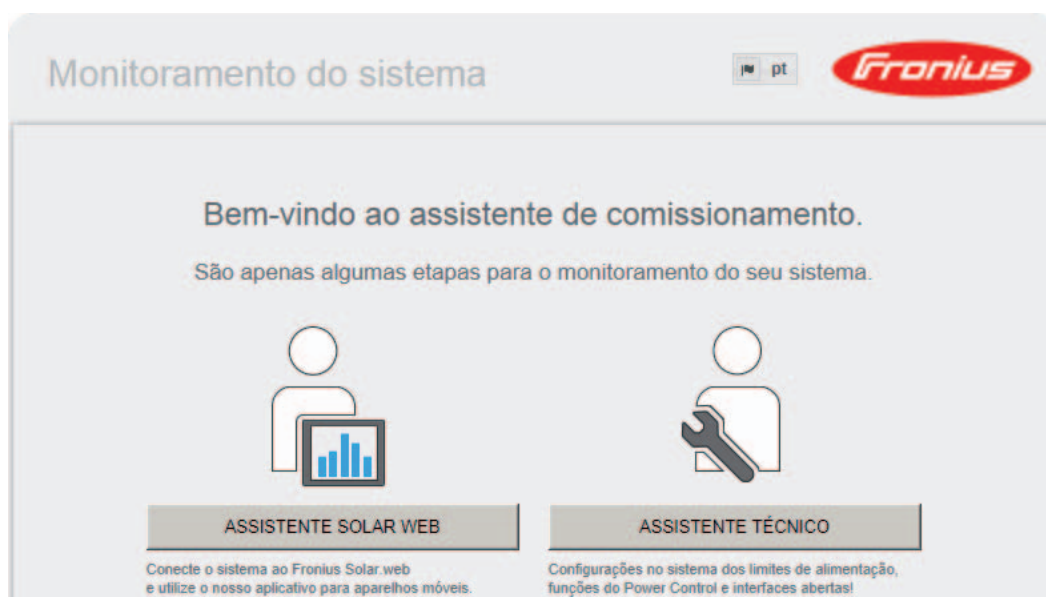 Monitoramento do sistema
pt
Fronius
Bem-vindo ao assistente de comissionamento.
São apenas algumas etapas para o monitoramento do seu sistema.
ASSISTENTE SOLAR WEB
ASSISTENTE TÉCNICO
Conecte o sistema ao Fronius Solar.web
e utilize o nosso aplicativo para aparelhos móveis.
Configurações no sistema dos limites de alimentação,
funções do Power Control e interfaces abertas!